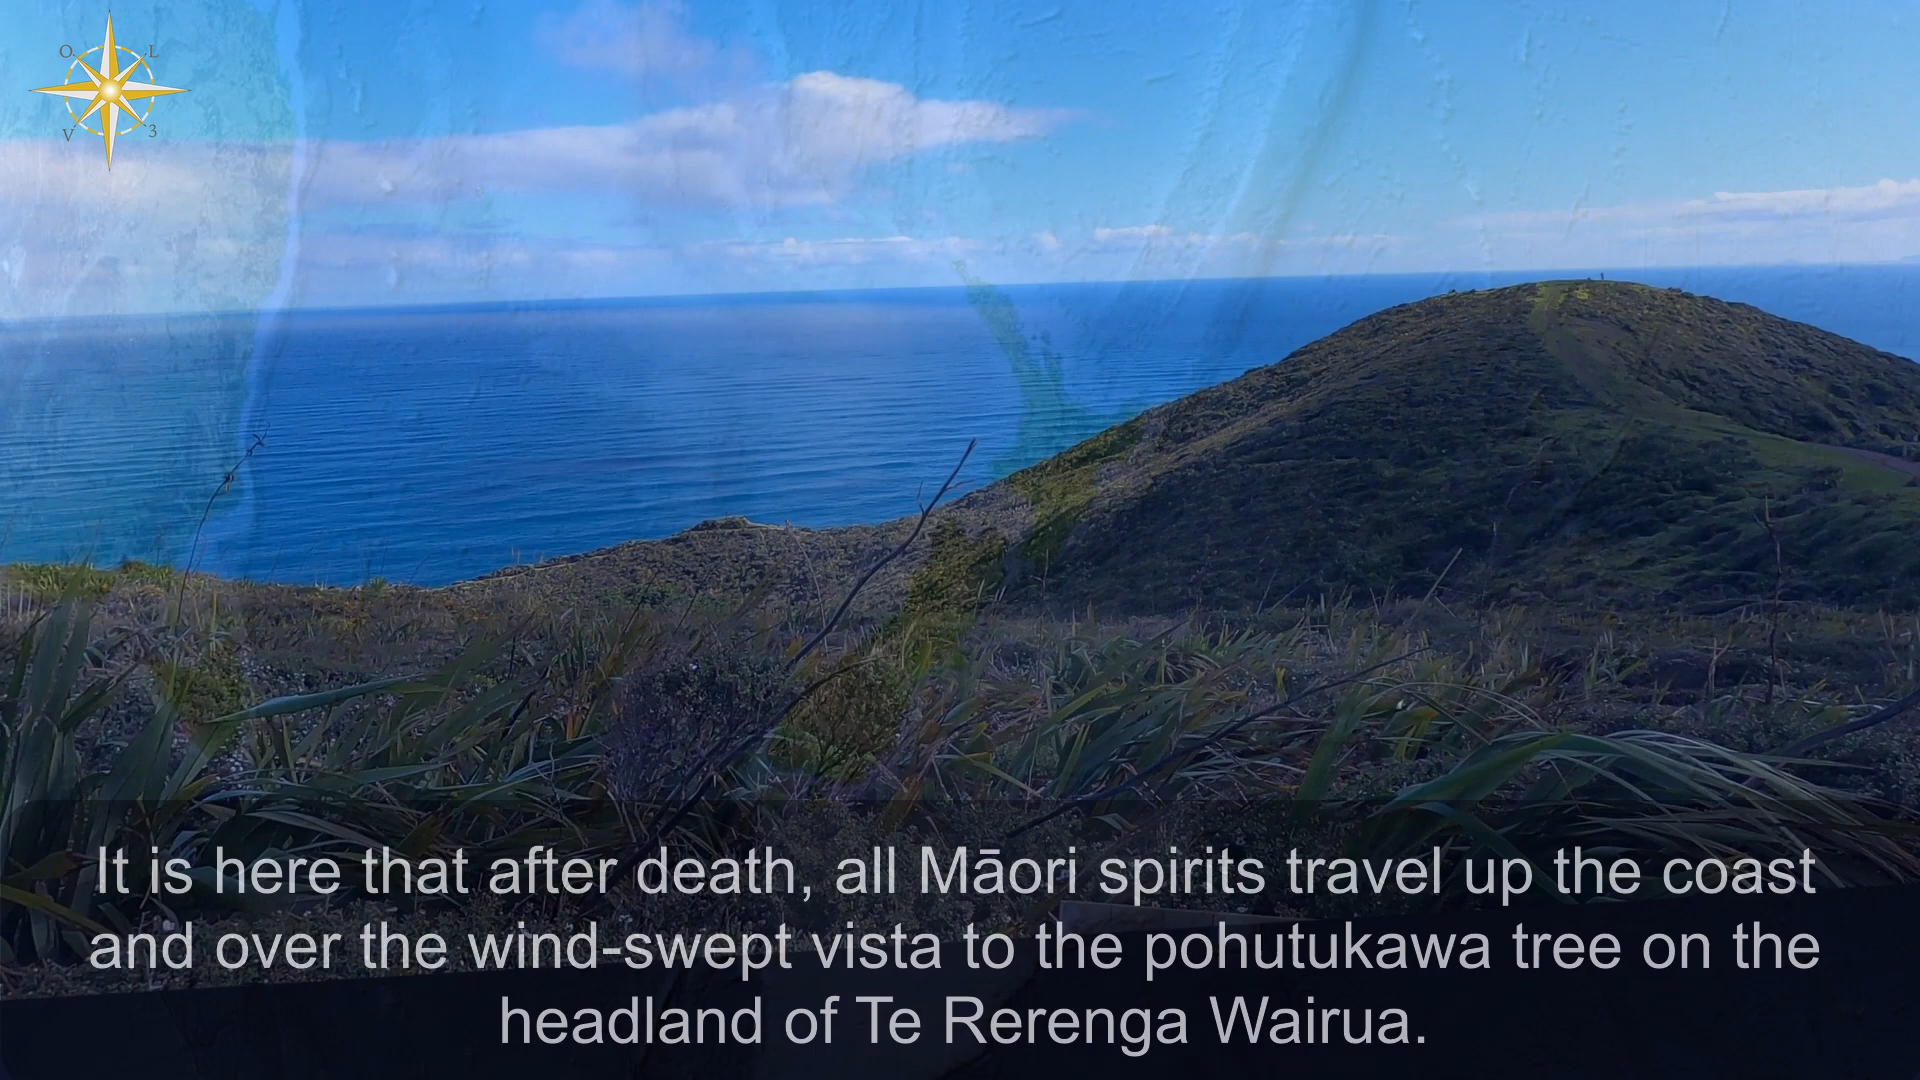 O L
V 3
It is here that after death, all Māori spirits travel up the coast
and over the wind-swept vista to the pohutukawa tree on the
headland of Te Rerenga Wairua.